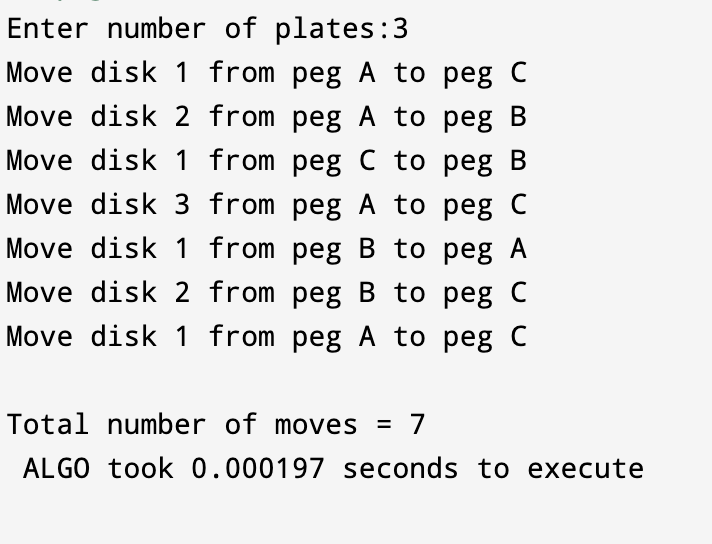 Enter number of plates:3
Move disk 1 from peg A to peg C
Move disk 2 from peg A to peg B
Move disk 1 from peg C to peg B
Move disk 3 from peg A to peg C
Move disk 1 from peg B to peg A
Move disk 2 from peg B to peg C
Move disk 1 from peg A to peg C
Total number of moves = 7
ALGO took 0.000197 seconds to execute